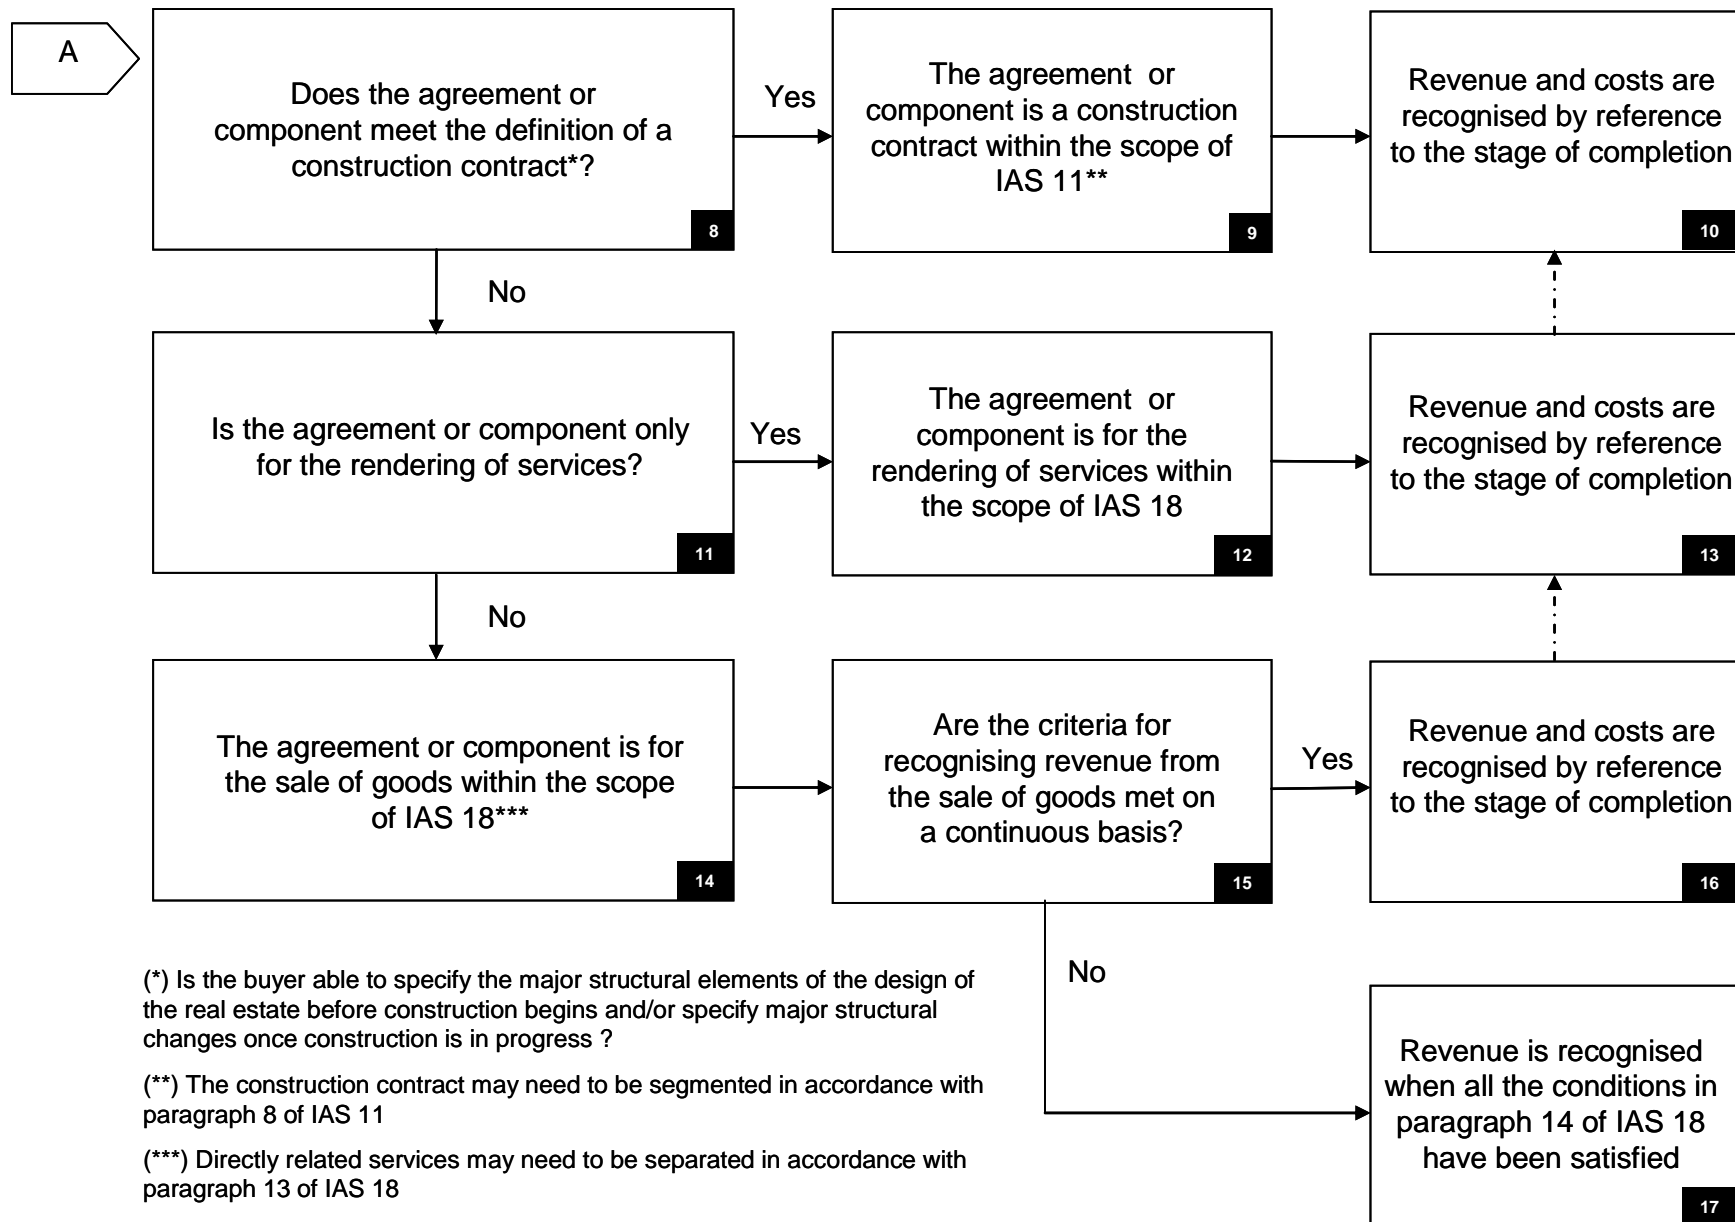 A
Does the agreement or
component meet the definition of a
construction contract*?
8
Yes
The agreement or
component is a construction
contract within the scope of
IAS 11**
9
Revenue and costs are
recognised by reference
to the stage of completion
10
No
Is the agreement or component only
for the rendering of services?
11
Yes
The agreement or
component is for the
rendering of services within
the scope of IAS 18
12
Revenue and costs are
recognised by reference
to the stage of completion
13
No
The agreement or component is for
the sale of goods within the scope
of IAS 18***
14
Are the criteria for
recognising revenue from
the sale of goods met on
a continuous basis?
15
Yes
Revenue and costs are
recognised by reference
to the stage of completion
16
No
Revenue is recognised
when all the conditions in
paragraph 14 of IAS 18
have been satisfied
17
(*) Is the buyer able to specify the major structural elements of the design of
the real estate before construction begins and/or specify major structural
changes once construction is in progress ?
(**) The construction contract may need to be segmented in accordance with
paragraph 8 of IAS 11
(***) Directly related services may need to be separated in accordance with
paragraph 13 of IAS 18